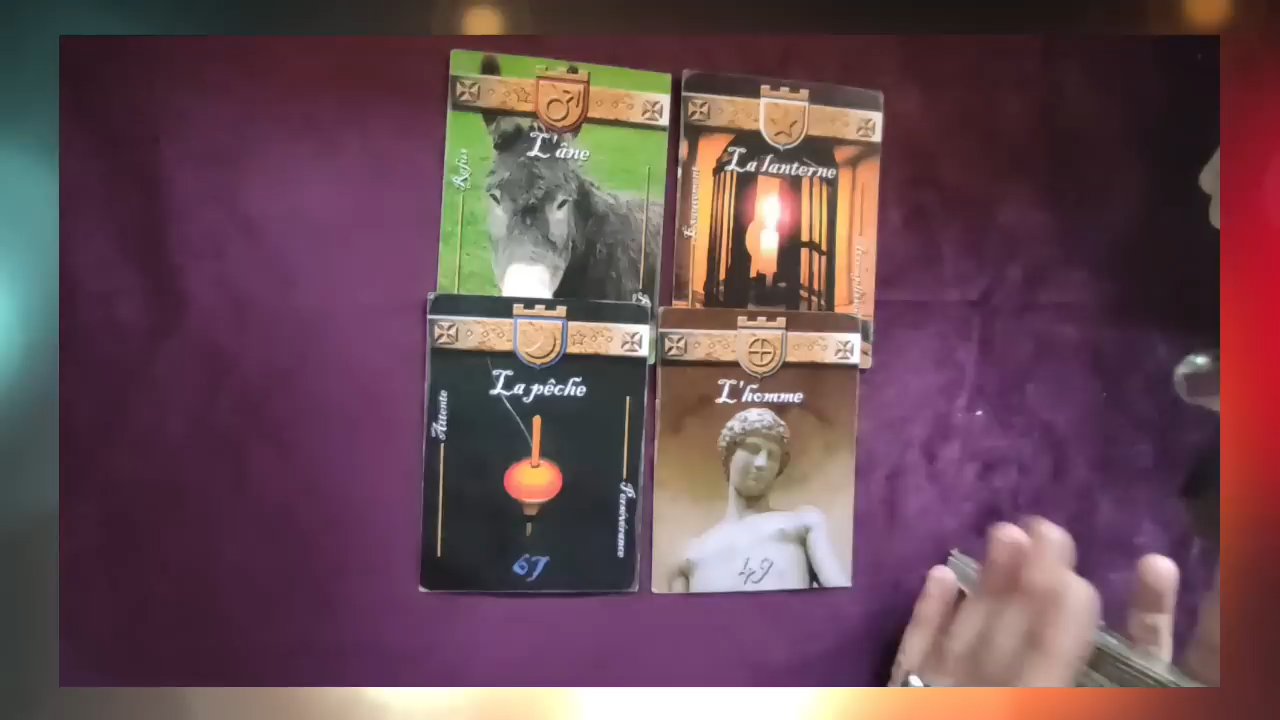 L'âne
Refus
La lanterne
La pêche
Attente
Persévérance
67
L'homme
49